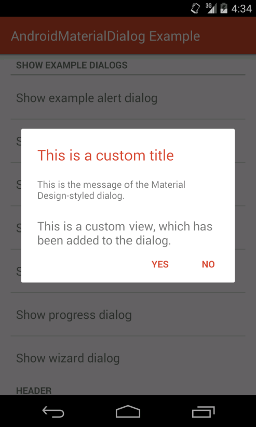 4:34
AndroidMaterialDialog Example
SHOW EXAMPLE DIALOGS
Show example alert dialog
This is a custom title
This is the message of the Material
Design-styled dialog.
This is a custom view, which has
been added to the dialog.
YES NO
Show progress dialog
Show wizard dialog
HEADER